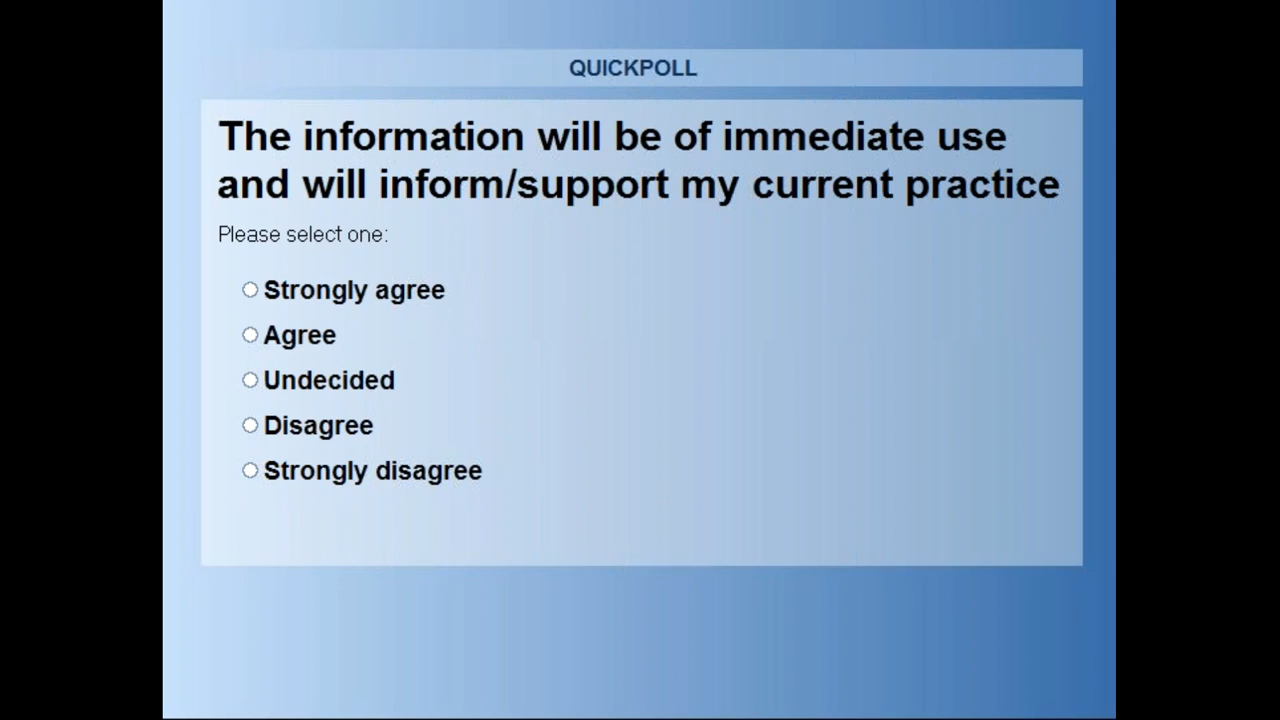 QUICKPOLL
The information will be of immediate use
and will inform/support my current practice
Please select one:
Strongly agree
Agree
Undecided
Disagree
Strongly disagree